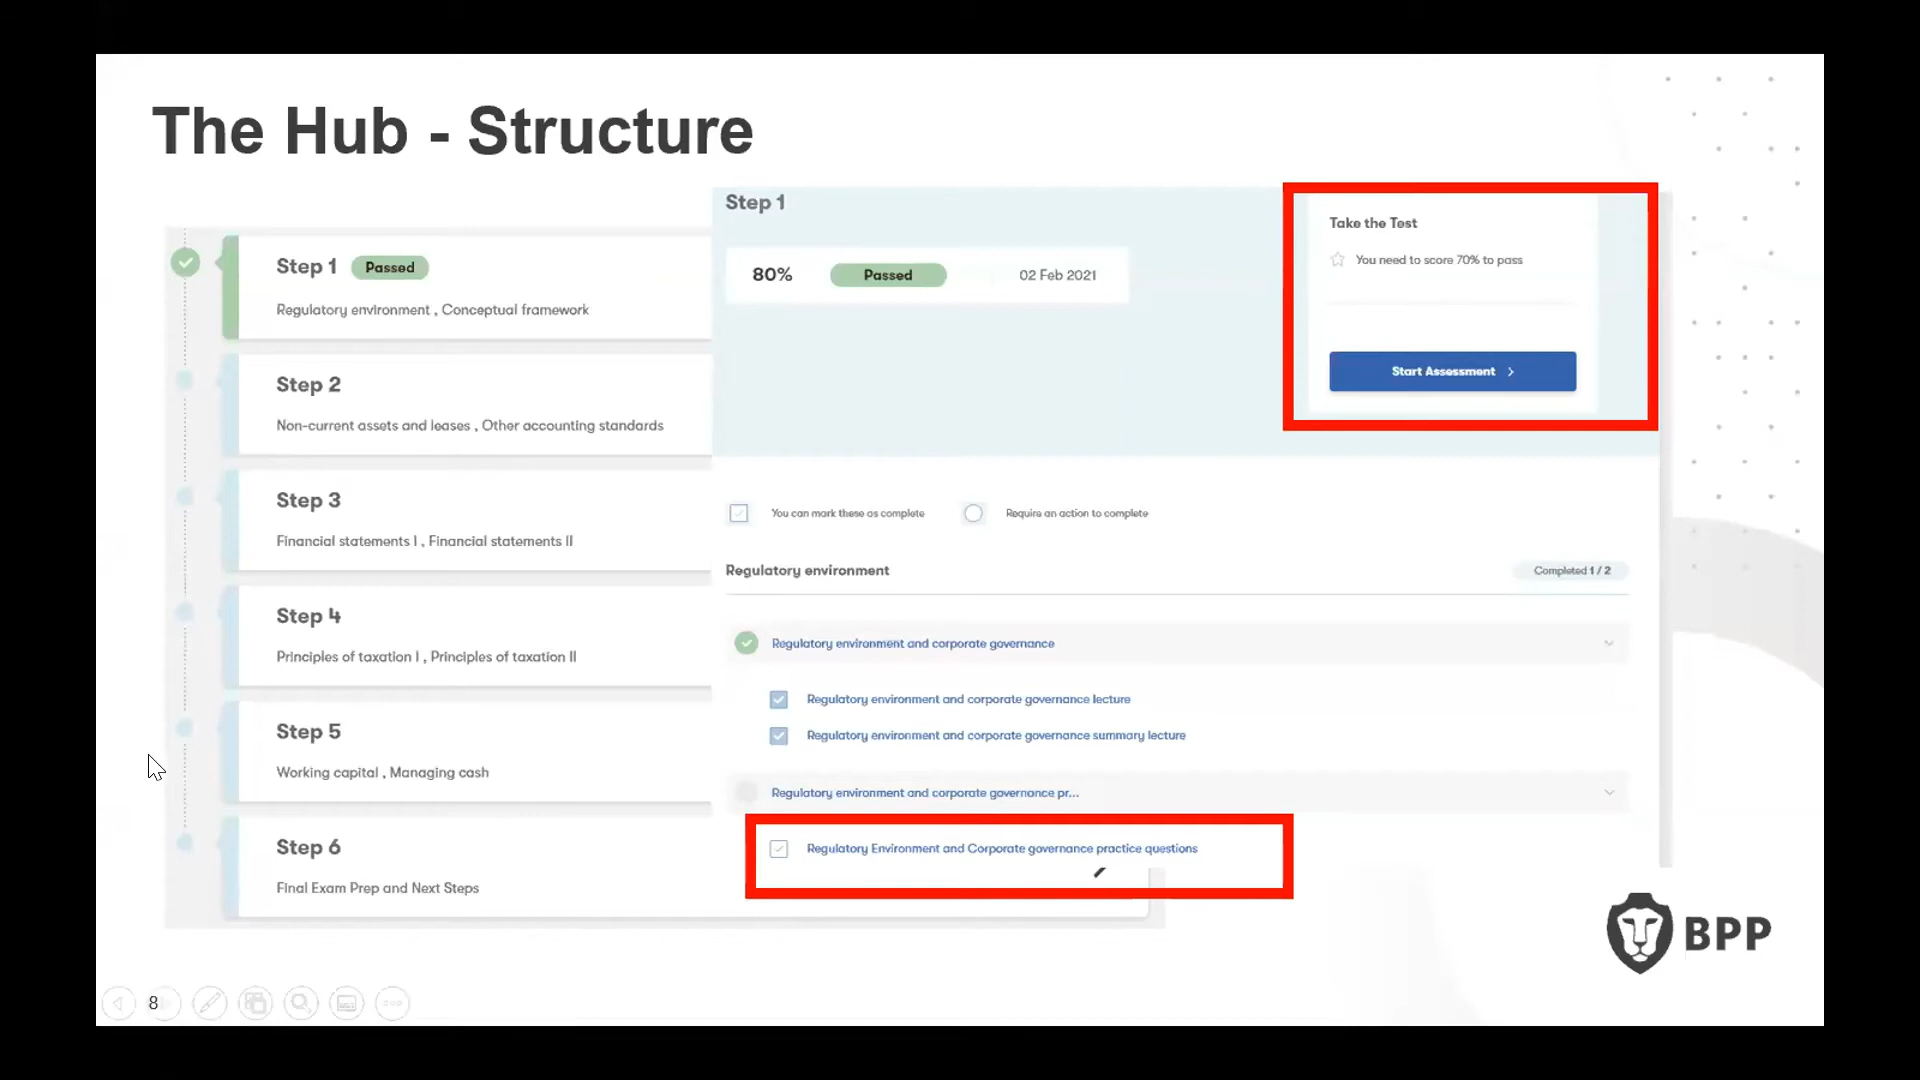 The Hub - Structure
Step 1 Passed
Regulatory environment , Conceptual framework
Step 2
Non-current assets and leases , Other accounting standards
Step 3
Financial statements I , Financial statements II
Step 4
Principles of taxation I , Principles of taxation II
Step 5
Working capital , Managing cash
Step 6
Final Exam Prep and Next Steps
Step 1
80% Passed 02 Feb 2021
Take the Test
You need to score 70% to pass
Start Assessment
You can mark these as complete Require an action to complete
Regulatory environment Completed 1 / 2
Regulatory environment and corporate governance
Regulatory environment and corporate governance lecture
Regulatory environment and corporate governance summary lecture
Regulatory environment and corporate governance pr...
Regulatory Environment and Corporate governance practice questions
BPP
8